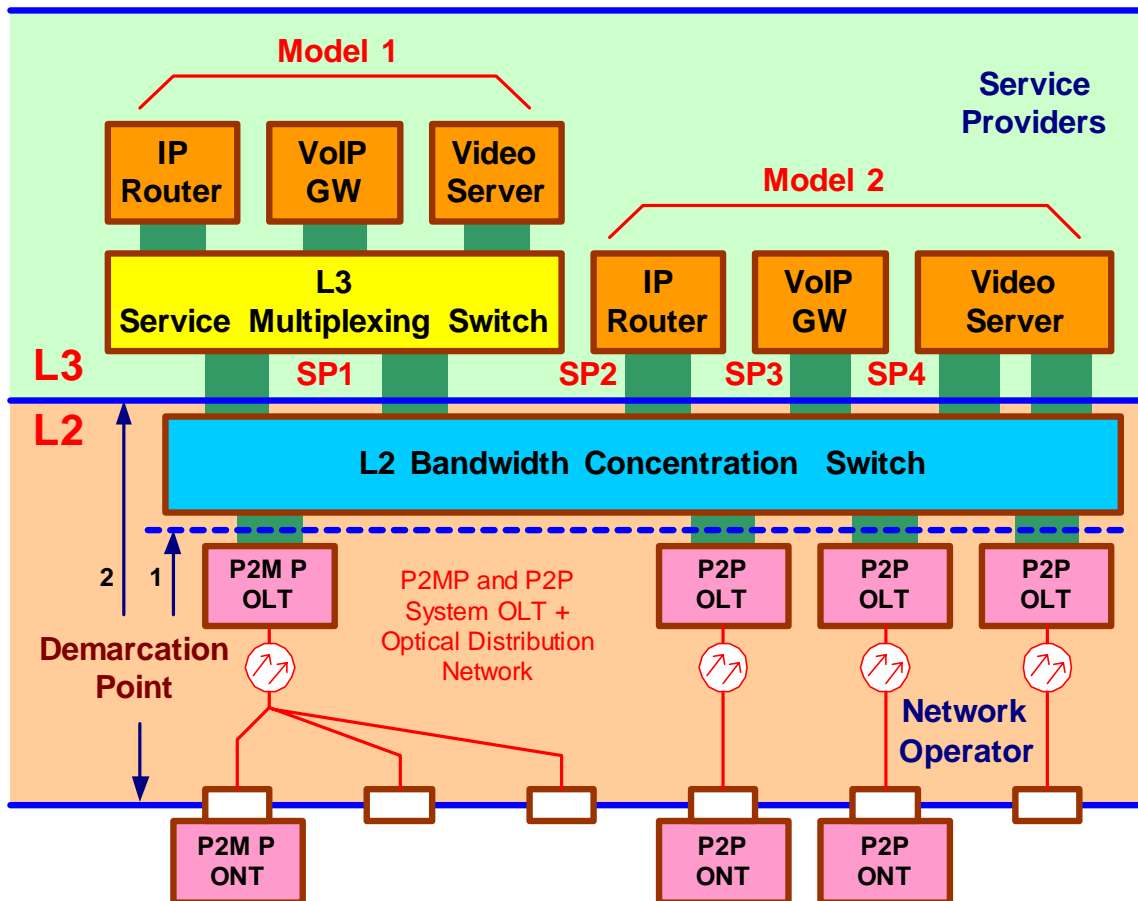 Model 1
Service
Providers
IP
Router
VoIP
GW
Video
Server
Model 2
L3
Service Multiplexing Switch
IP
Router
VoIP
GW
Video
Server
L3
SP1
SP2
SP3
SP4
L2
L2 Bandwidth Concentration Switch
2
1
P2M P
OLT
P2MP and P2P
System OLT +
Optical Distribution
Network
P2P
OLT
P2P
OLT
P2P
OLT
Demarcation
Point
Network
Operator
P2M P
ONT
P2P
ONT
P2P
ONT